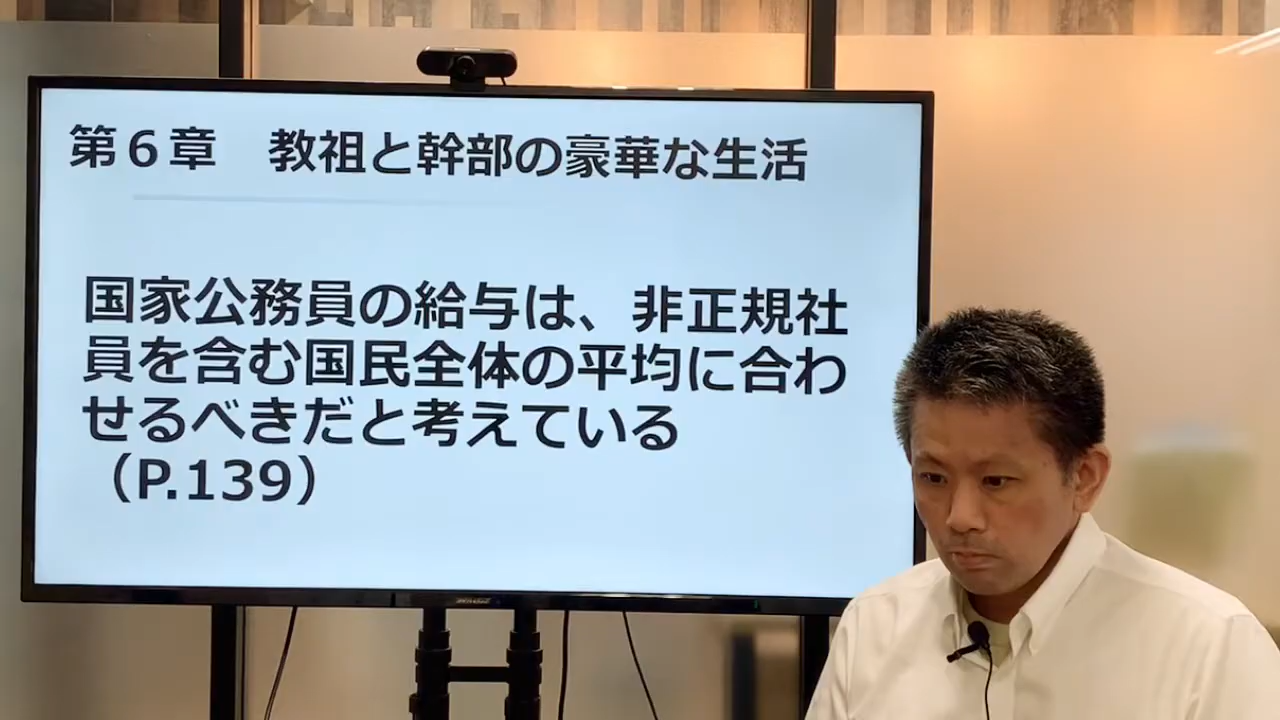 第６章　教祖と幹部の豪華な生活
国家公務員の給与は、非正規社
員を含む国民全体の平均に合わ
せるべきだと考えている
（P.139）